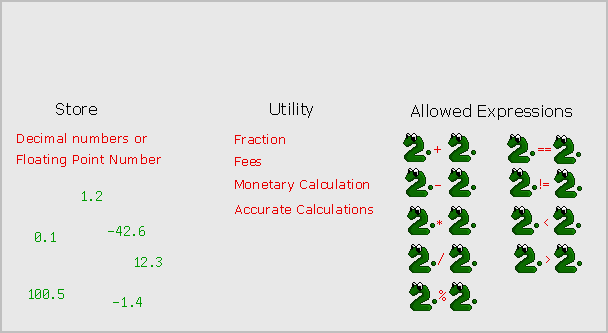 Store
Decimal numbers or
Floating Point Number
1.2
0.1
-42.6
12.3
100.5
-1.4
Utility
Fraction
Fees
Monetary Calculation
Accurate Calculations
Allowed Expressions
2. + 2.
2. - 2.
2. * 2.
2. / 2.
2. % 2.
2. == 2.
2. != 2.
2. < 2.
2. > 2.